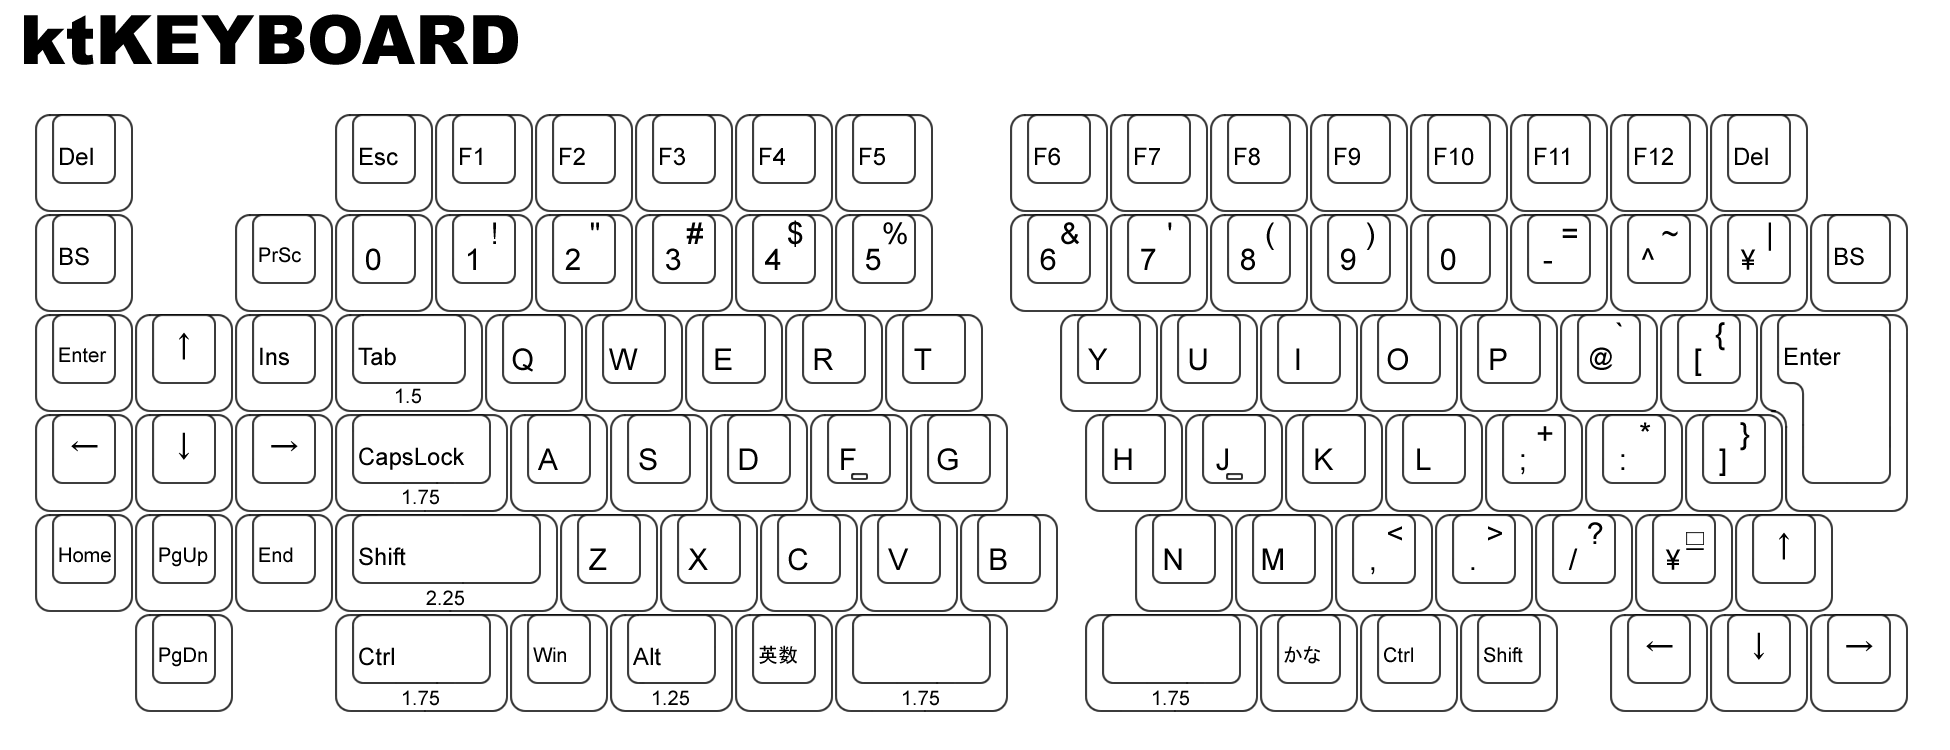 ktKEYBOARD
Del Esc F1 F2 F3 F4 F5 F6 F7 F8 F9 F10 F11 F12 Del
! " # $ % & ' ( ) = ~ |
BS PrSc 0 1 2 3 4 5 6 7 8 9 0 - ^ ¥ BS
↑ ` {
Enter Ins Tab Q W E R T Y U I O P @ [ Enter
1.5
← ↓ → + * }
CapsLock A S D F G H J K L ; : ]
1.75
< > ? ↑
Home PgUp End Shift Z X C V B N M , . / ¥
2.25
← ↓ →
PgDn Ctrl Win Alt 英数 かな Ctrl Shift
1.75 1.25 1.75 1.75